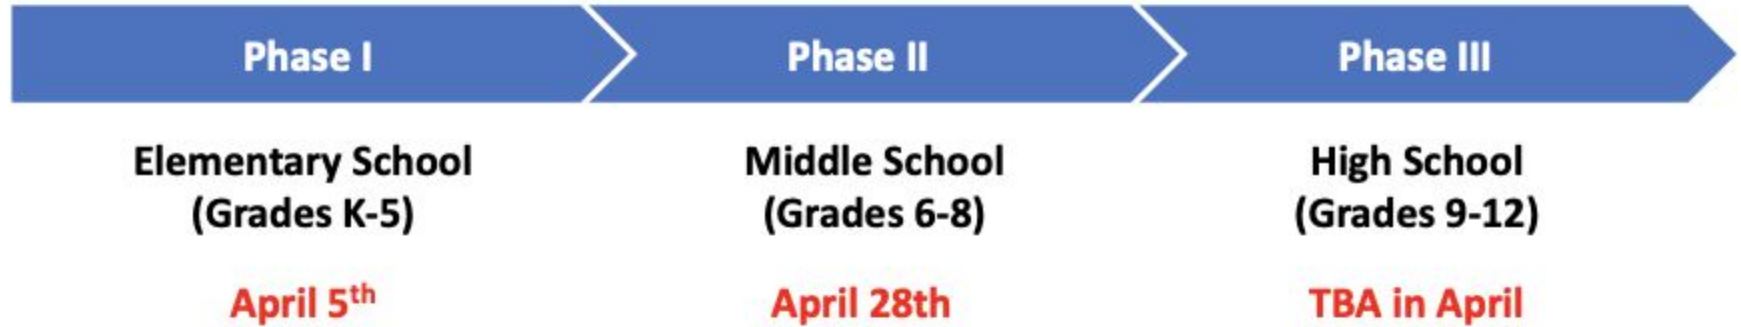 Phase I
Phase II
Phase III
Elementary School
(Grades K-5)
April 5th
Middle School
(Grades 6-8)
April 28th
High School
(Grades 9-12)
TBA in April